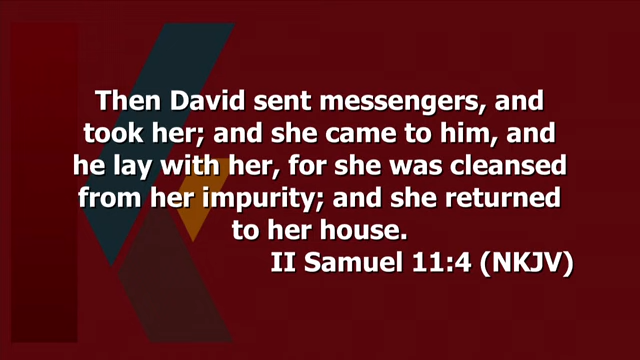 Then David sent messengers, and
took her; and she came to him, and
he lay with her, for she was cleansed
from her impurity; and she returned
to her house.
II Samuel 11:4 (NKJV)